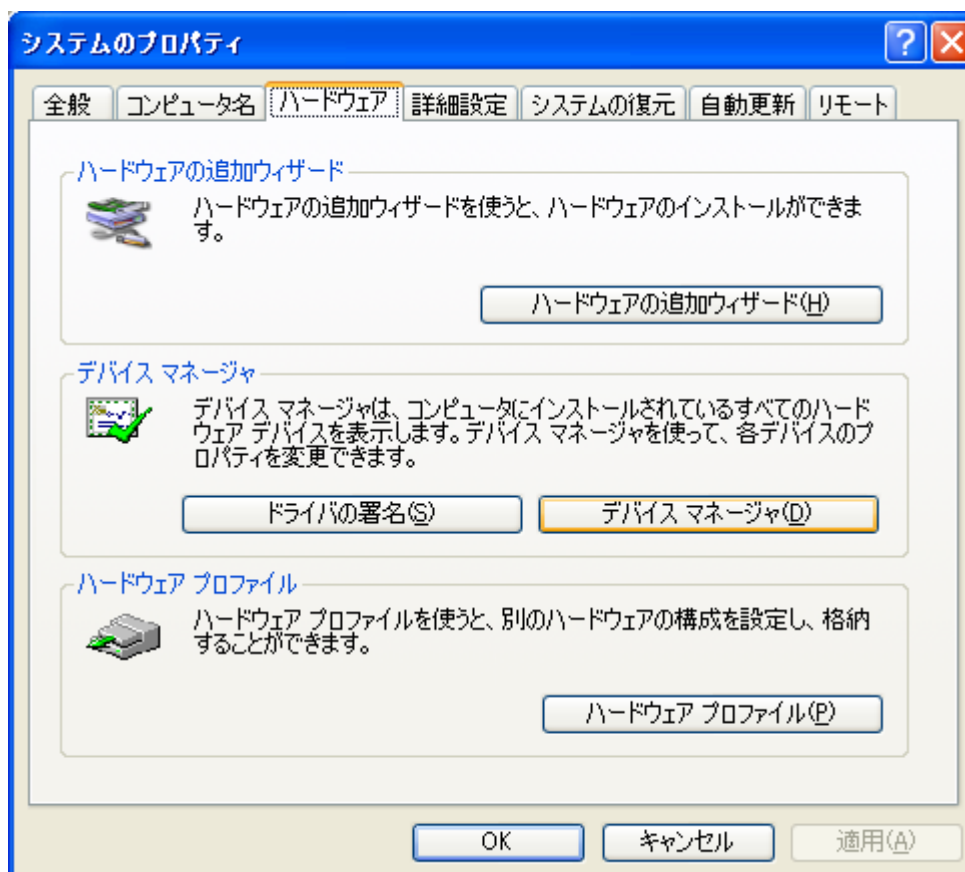 システムのプロパティ
全般 コンピュータ名 ハードウェア 詳細設定 システムの復元 自動更新 リモート
ハードウェアの追加ウィザード
ハードウェアの追加ウィザードを使うと、ハードウェアのインストールができま
す。
ハードウェアの追加ウィザード(H)
デバイス マネージャ
デバイス マネージャは、コンピュータにインストールされているすべてのハード
ウェア デバイスを表示します。デバイス マネージャを使って、各デバイスのプ
ロパティを変更できます。
ドライバの署名(S) デバイス マネージャ(D)
ハードウェア プロファイル
ハードウェア プロファイルを使うと、別のハードウェアの構成を設定し、格納
することができます。
ハードウェア プロファイル(P)
OK キャンセル 適用(A)